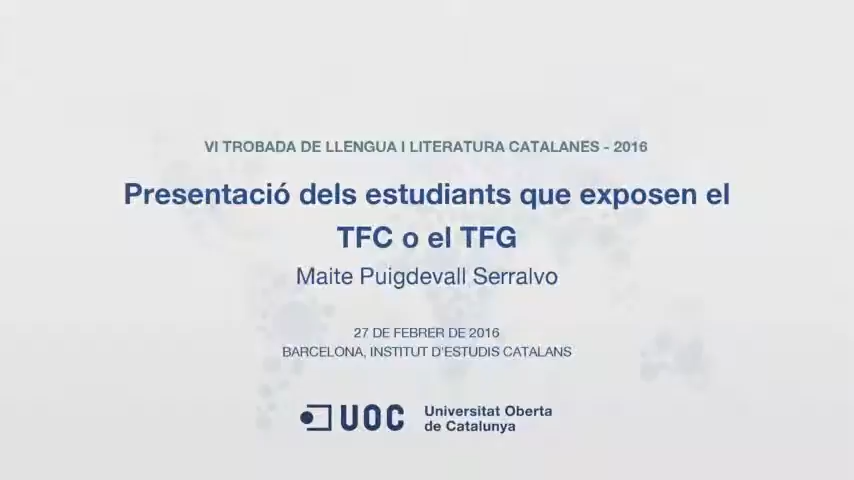 VI TROBADA DE LLENGUA I LITERATURA CATALANES - 2016
Presentació dels estudiants que exposen el
TFC o el TFG
Maite Puigdevall Serralvo
27 DE FEBRER DE 2016
BARCELONA, INSTITUT D'ESTUDIS CATALANS
UOC Universitat Oberta
de Catalunya